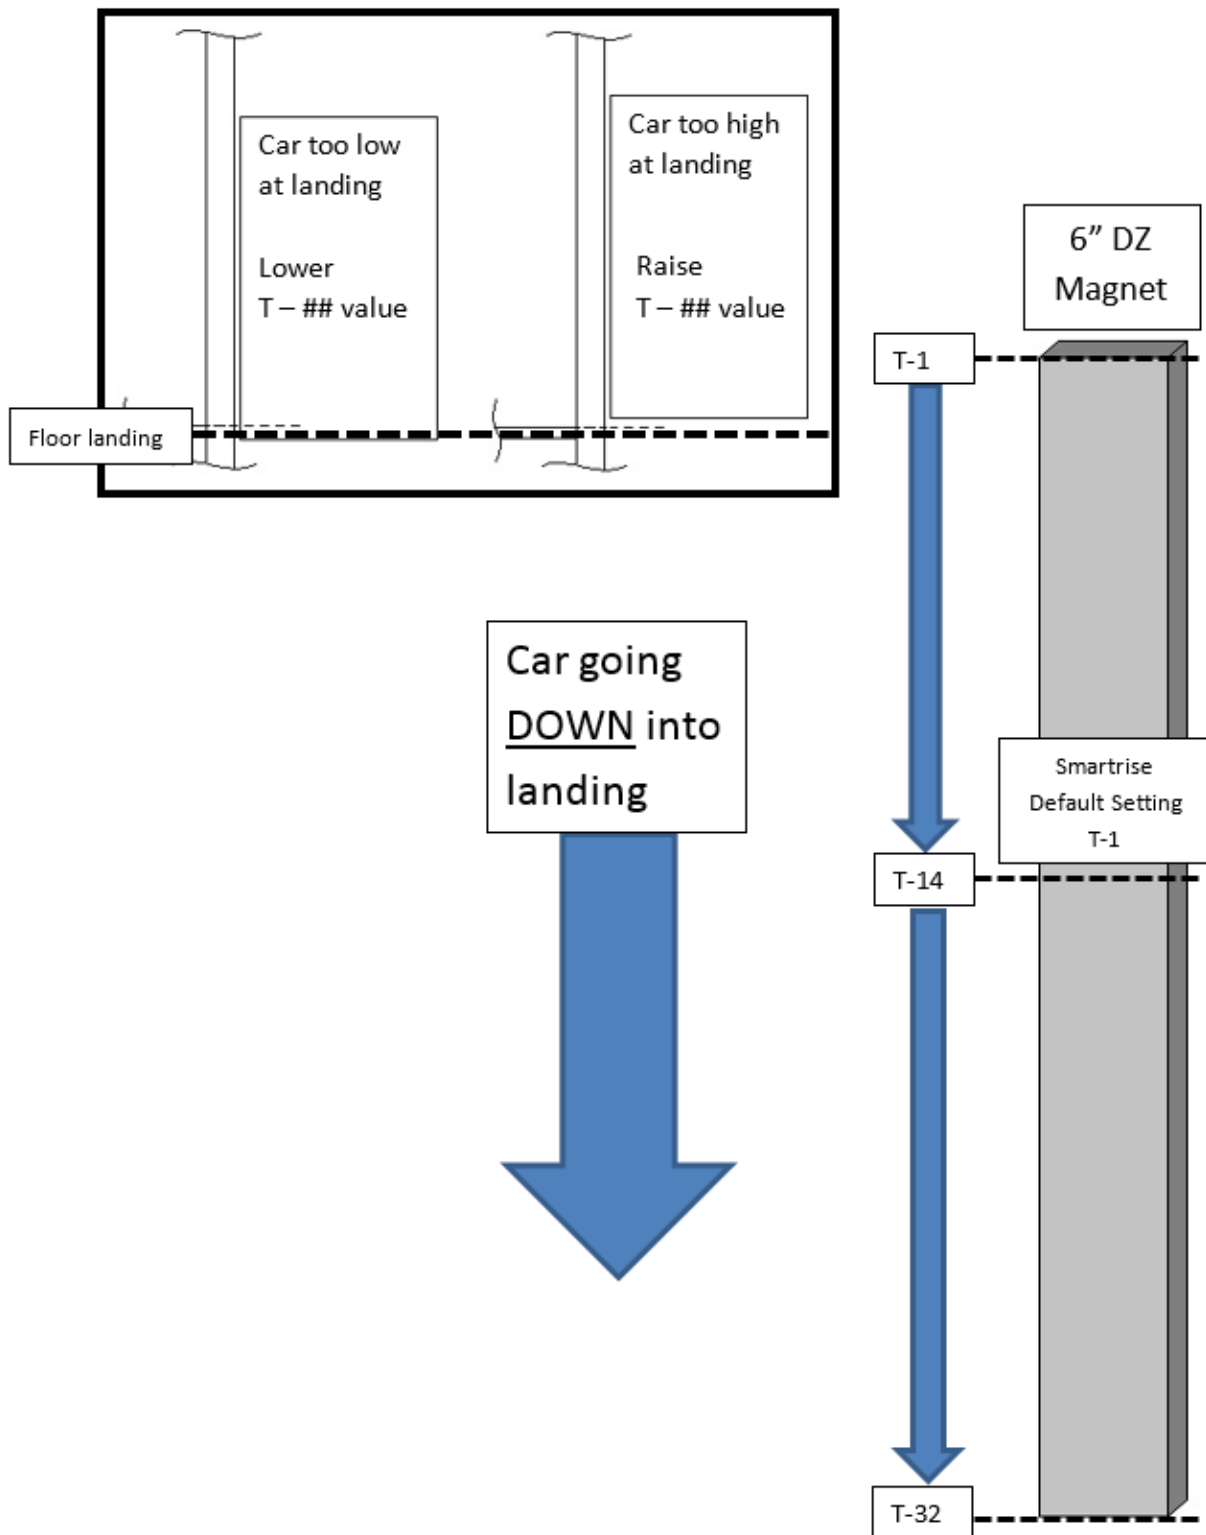 Car too low
at landing
Lower
T – ## value
Car too high
at landing
Raise
T – ## value
Floor landing
6” DZ
Magnet
T-1
Car going
DOWN into
landing
Smartrise
Default Setting
T-1
T-14
T-32